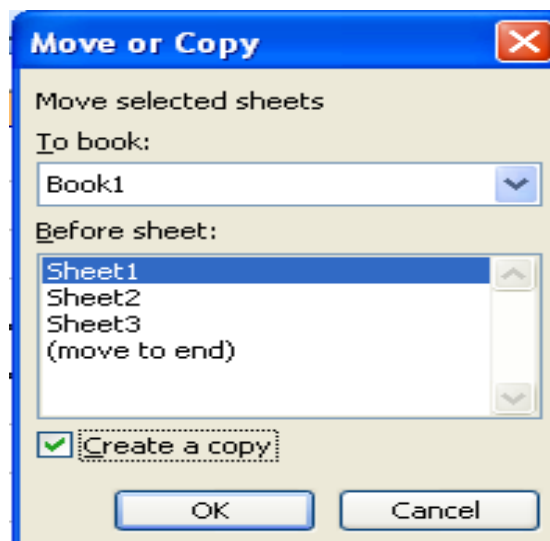 Move or Copy
Move selected sheets
To book:
Book1
Before sheet:
Sheet1
Sheet2
Sheet3
(move to end)
Create a copy
OK
Cancel